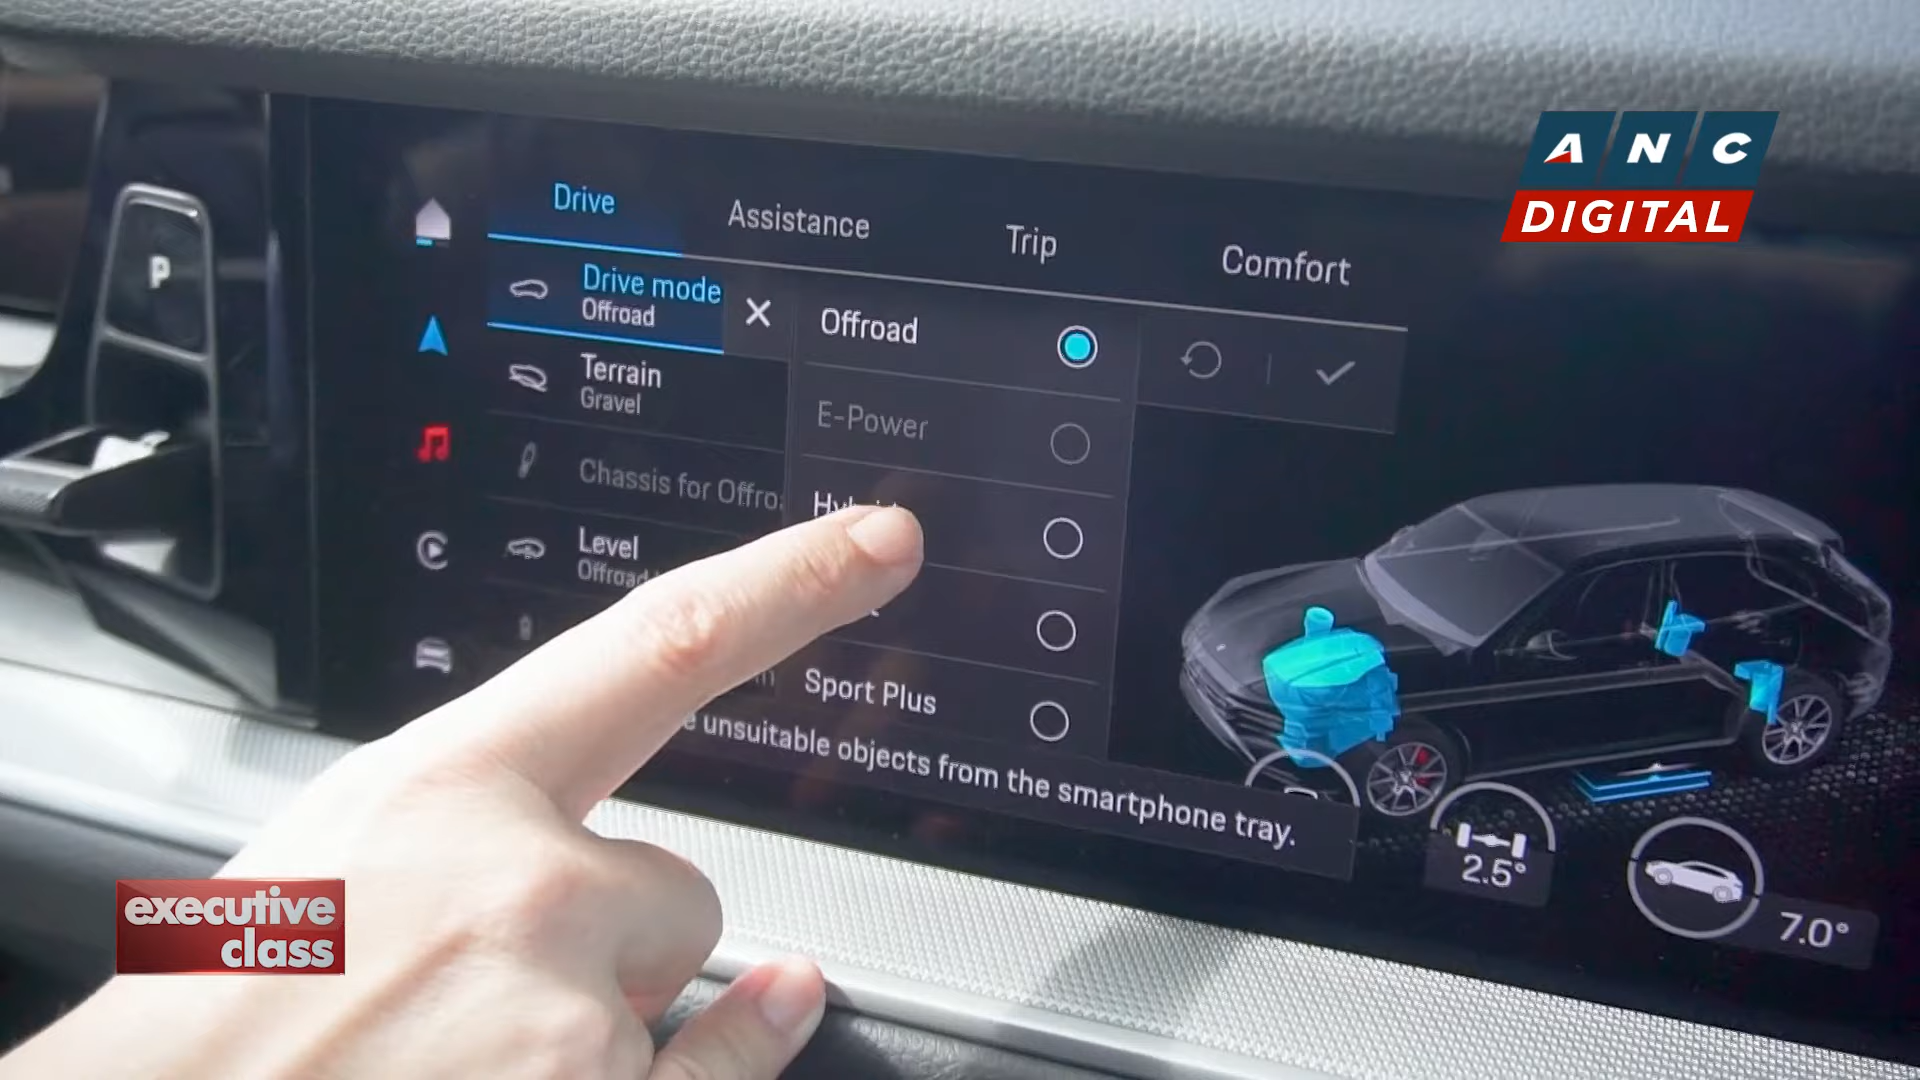 ANC
DIGITAL
P
Drive
Assistance
Trip
Comfort
Drive mode
Offroad
Terrain
Gravel
Chassis for
Level
Offroad
Offroad
E-Power
Sport Plus
unsuitable objects from the smartphone tray.
2.5°
7.0°
executive
class